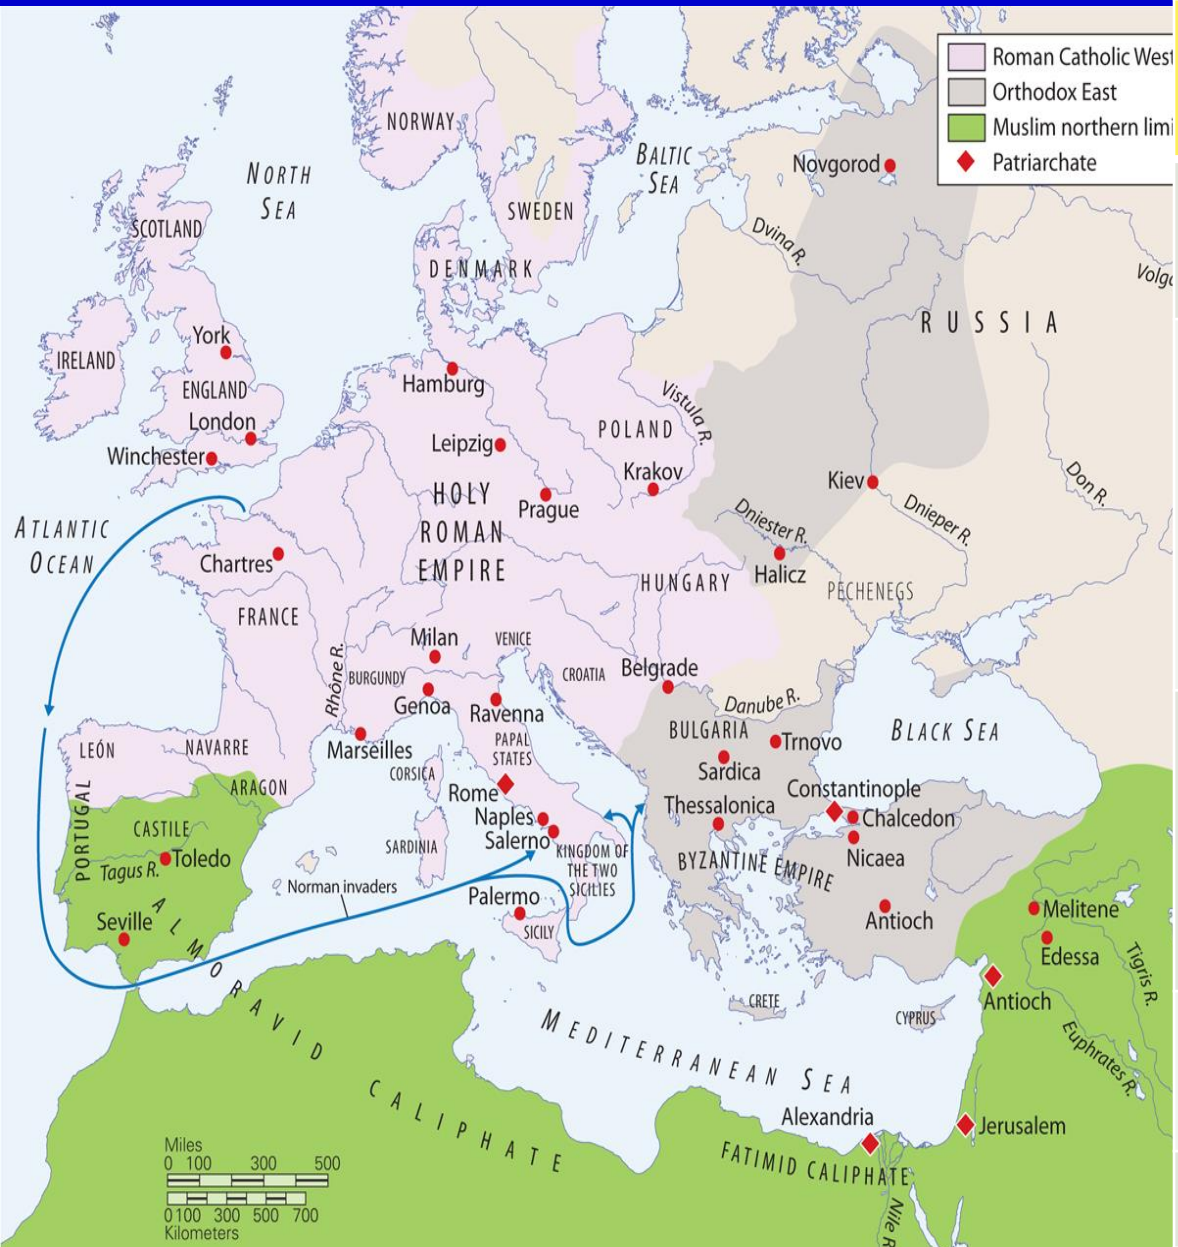 Roman Catholic West
Orthodox East
Muslim northern limi
Patriarchate
NORWAY
NORTH
SEA
BALTIC
SEA
Novgorod
SCOTLAND
SWEDEN
Dvina R.
DENMARK
Volga
RUSSIA
York
IRELAND
ENGLAND
London
Winchester
Hamburg
Vistula R.
Leipzig
POLAND
Krakov
Kiev
Don R.
Prague
HOLY
ROMAN
EMPIRE
Dniester R.
Dnieper R.
ATLANTIC
OCEAN
Chartres
Halicz
HUNGARY
PECHENEGS
FRANCE
Milan
VENICE
Rhône R.
BURGUNDY
CROATIA
Belgrade
Genoa
Ravenna
Danube R.
BULGARIA
BLACK SEA
LEÓN
NAVARRE
Marseilles
PAPAL
STATES
Trnovo
Sardica
CORSICA
ARAGON
Rome
Constantinople
Thessalonica
Chalcedon
PORTUGAL
CASTILE
Naples
Salerno
SARDINIA
KINGDOM OF
THE TWO
SICILIES
Nicaea
BYZANTINE EMPIRE
Toledo
Tagus R.
Norman invaders
Palermo
SICILY
Seville
Antioch
Melitene
Edessa
Tigris R.
ALMORAVID
CALIPHATE
CRETE
CYPRUS
Antioch
Euphrates R.
MEDITERRANEAN SEA
Alexandria
Jerusalem
FATIMID CALIPHATE
Nile R
Miles
0 100 300 500
0 100 300 500 700
Kilometers